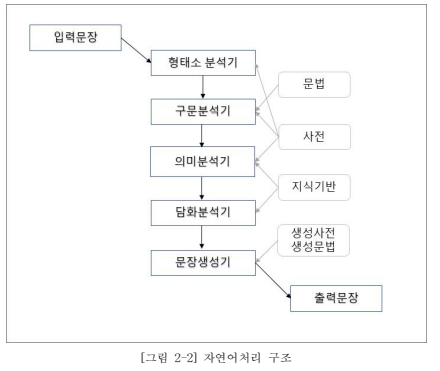 입력문장
형태소 분석기
문법
구문분석기
사전
의미분석기
지식기반
담화분석기
생성사전
생성문법
문장생성기
출력문장
[그림 2-2] 자연어처리 구조